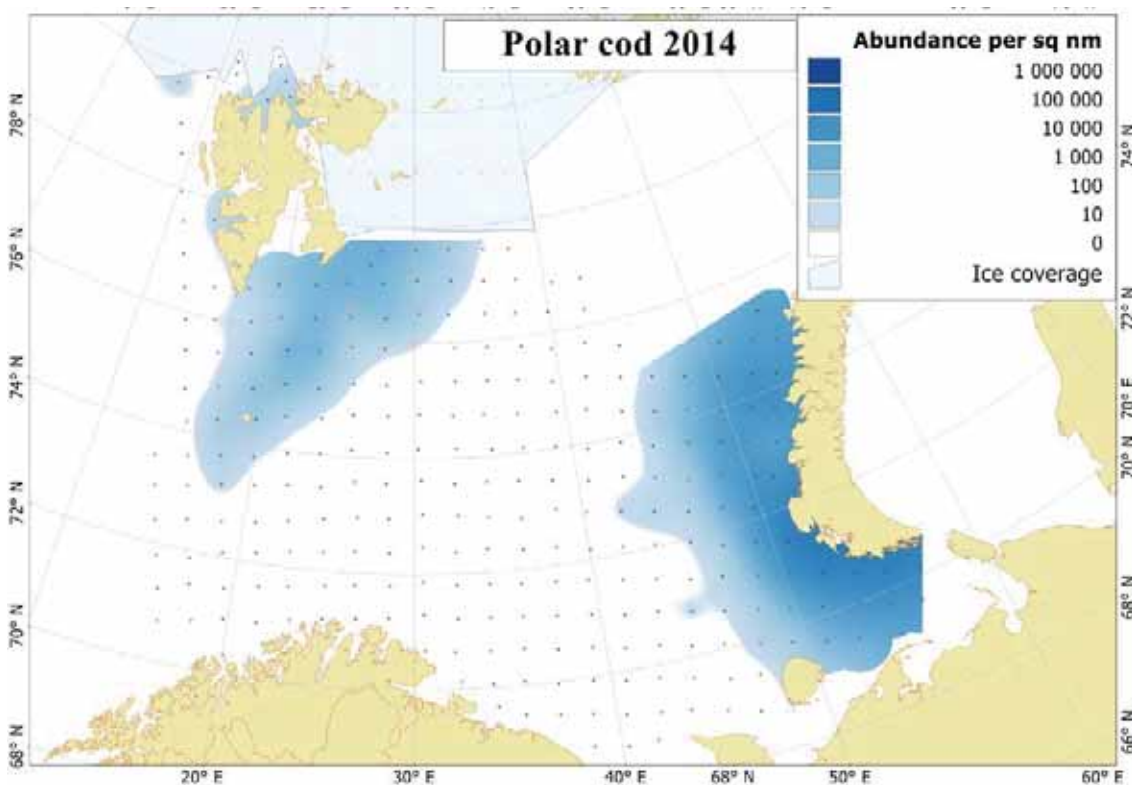 Polar cod 2014
Abundance per sq nm
1 000 000
100 000
10 000
1 000
100
10
0
Ice coverage
78° N
76° N
74° N
72° N
70° N
68° N
74° N
72° N
70° E
70° N
68° N
66° N
20° E
30° E
40° E
68° N
50° E
60° E